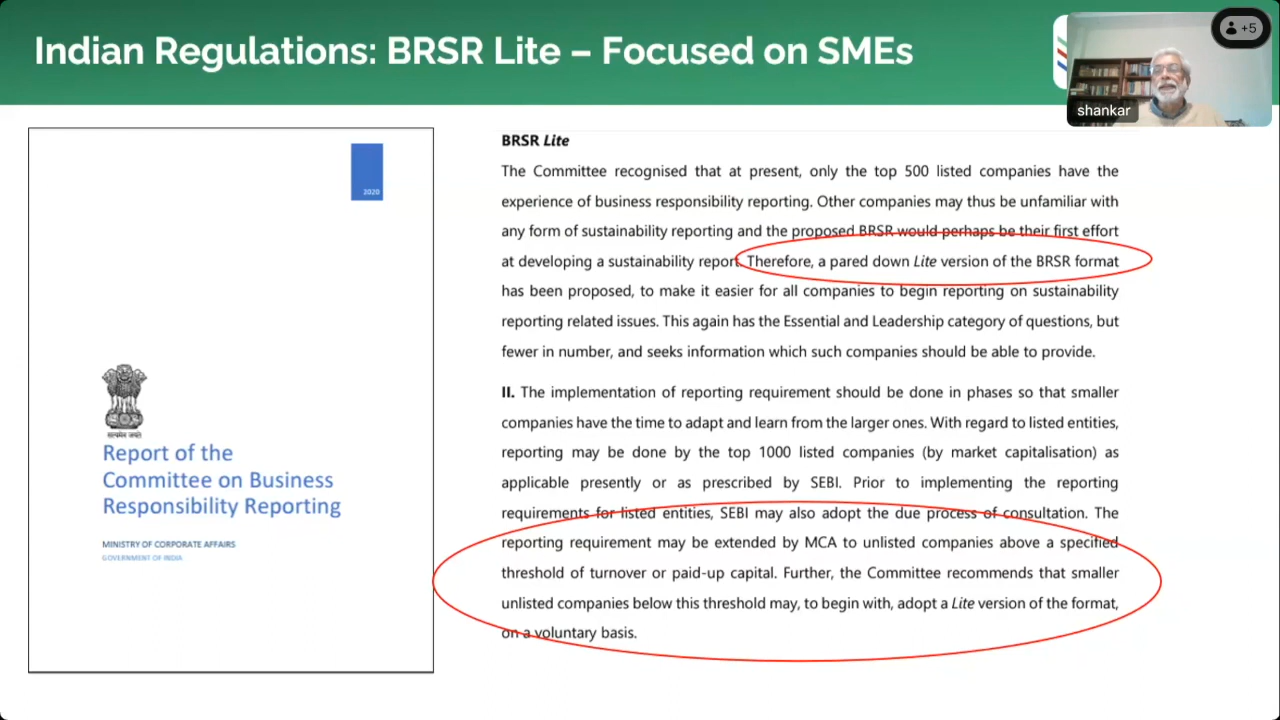 Indian Regulations: BRSR Lite – Focused on SMEs
+5
shankar
2020
सत्यमेव जयते
Report of the
Committee on Business
Responsibility Reporting
MINISTRY OF CORPORATE AFFAIRS
GOVERNMENT OF INDIA
BRSR Lite
The Committee recognised that at present, only the top 500 listed companies have the
experience of business responsibility reporting. Other companies may thus be unfamiliar with
any form of sustainability reporting and the proposed BRSR would perhaps be their first effort
at developing a sustainability report. Therefore, a pared down Lite version of the BRSR format
has been proposed, to make it easier for all companies to begin reporting on sustainability
reporting related issues. This again has the Essential and Leadership category of questions, but
fewer in number, and seeks information which such companies should be able to provide.
II. The implementation of reporting requirement should be done in phases so that smaller
companies have the time to adapt and learn from the larger ones. With regard to listed entities,
reporting may be done by the top 1000 listed companies (by market capitalisation) as
applicable presently or as prescribed by SEBI. Prior to implementing the reporting
requirements for listed entities, SEBI may also adopt the due process of consultation. The
reporting requirement may be extended by MCA to unlisted companies above a specified
threshold of turnover or paid-up capital. Further, the Committee recommends that smaller
unlisted companies below this threshold may, to begin with, adopt a Lite version of the format,
on a voluntary basis.